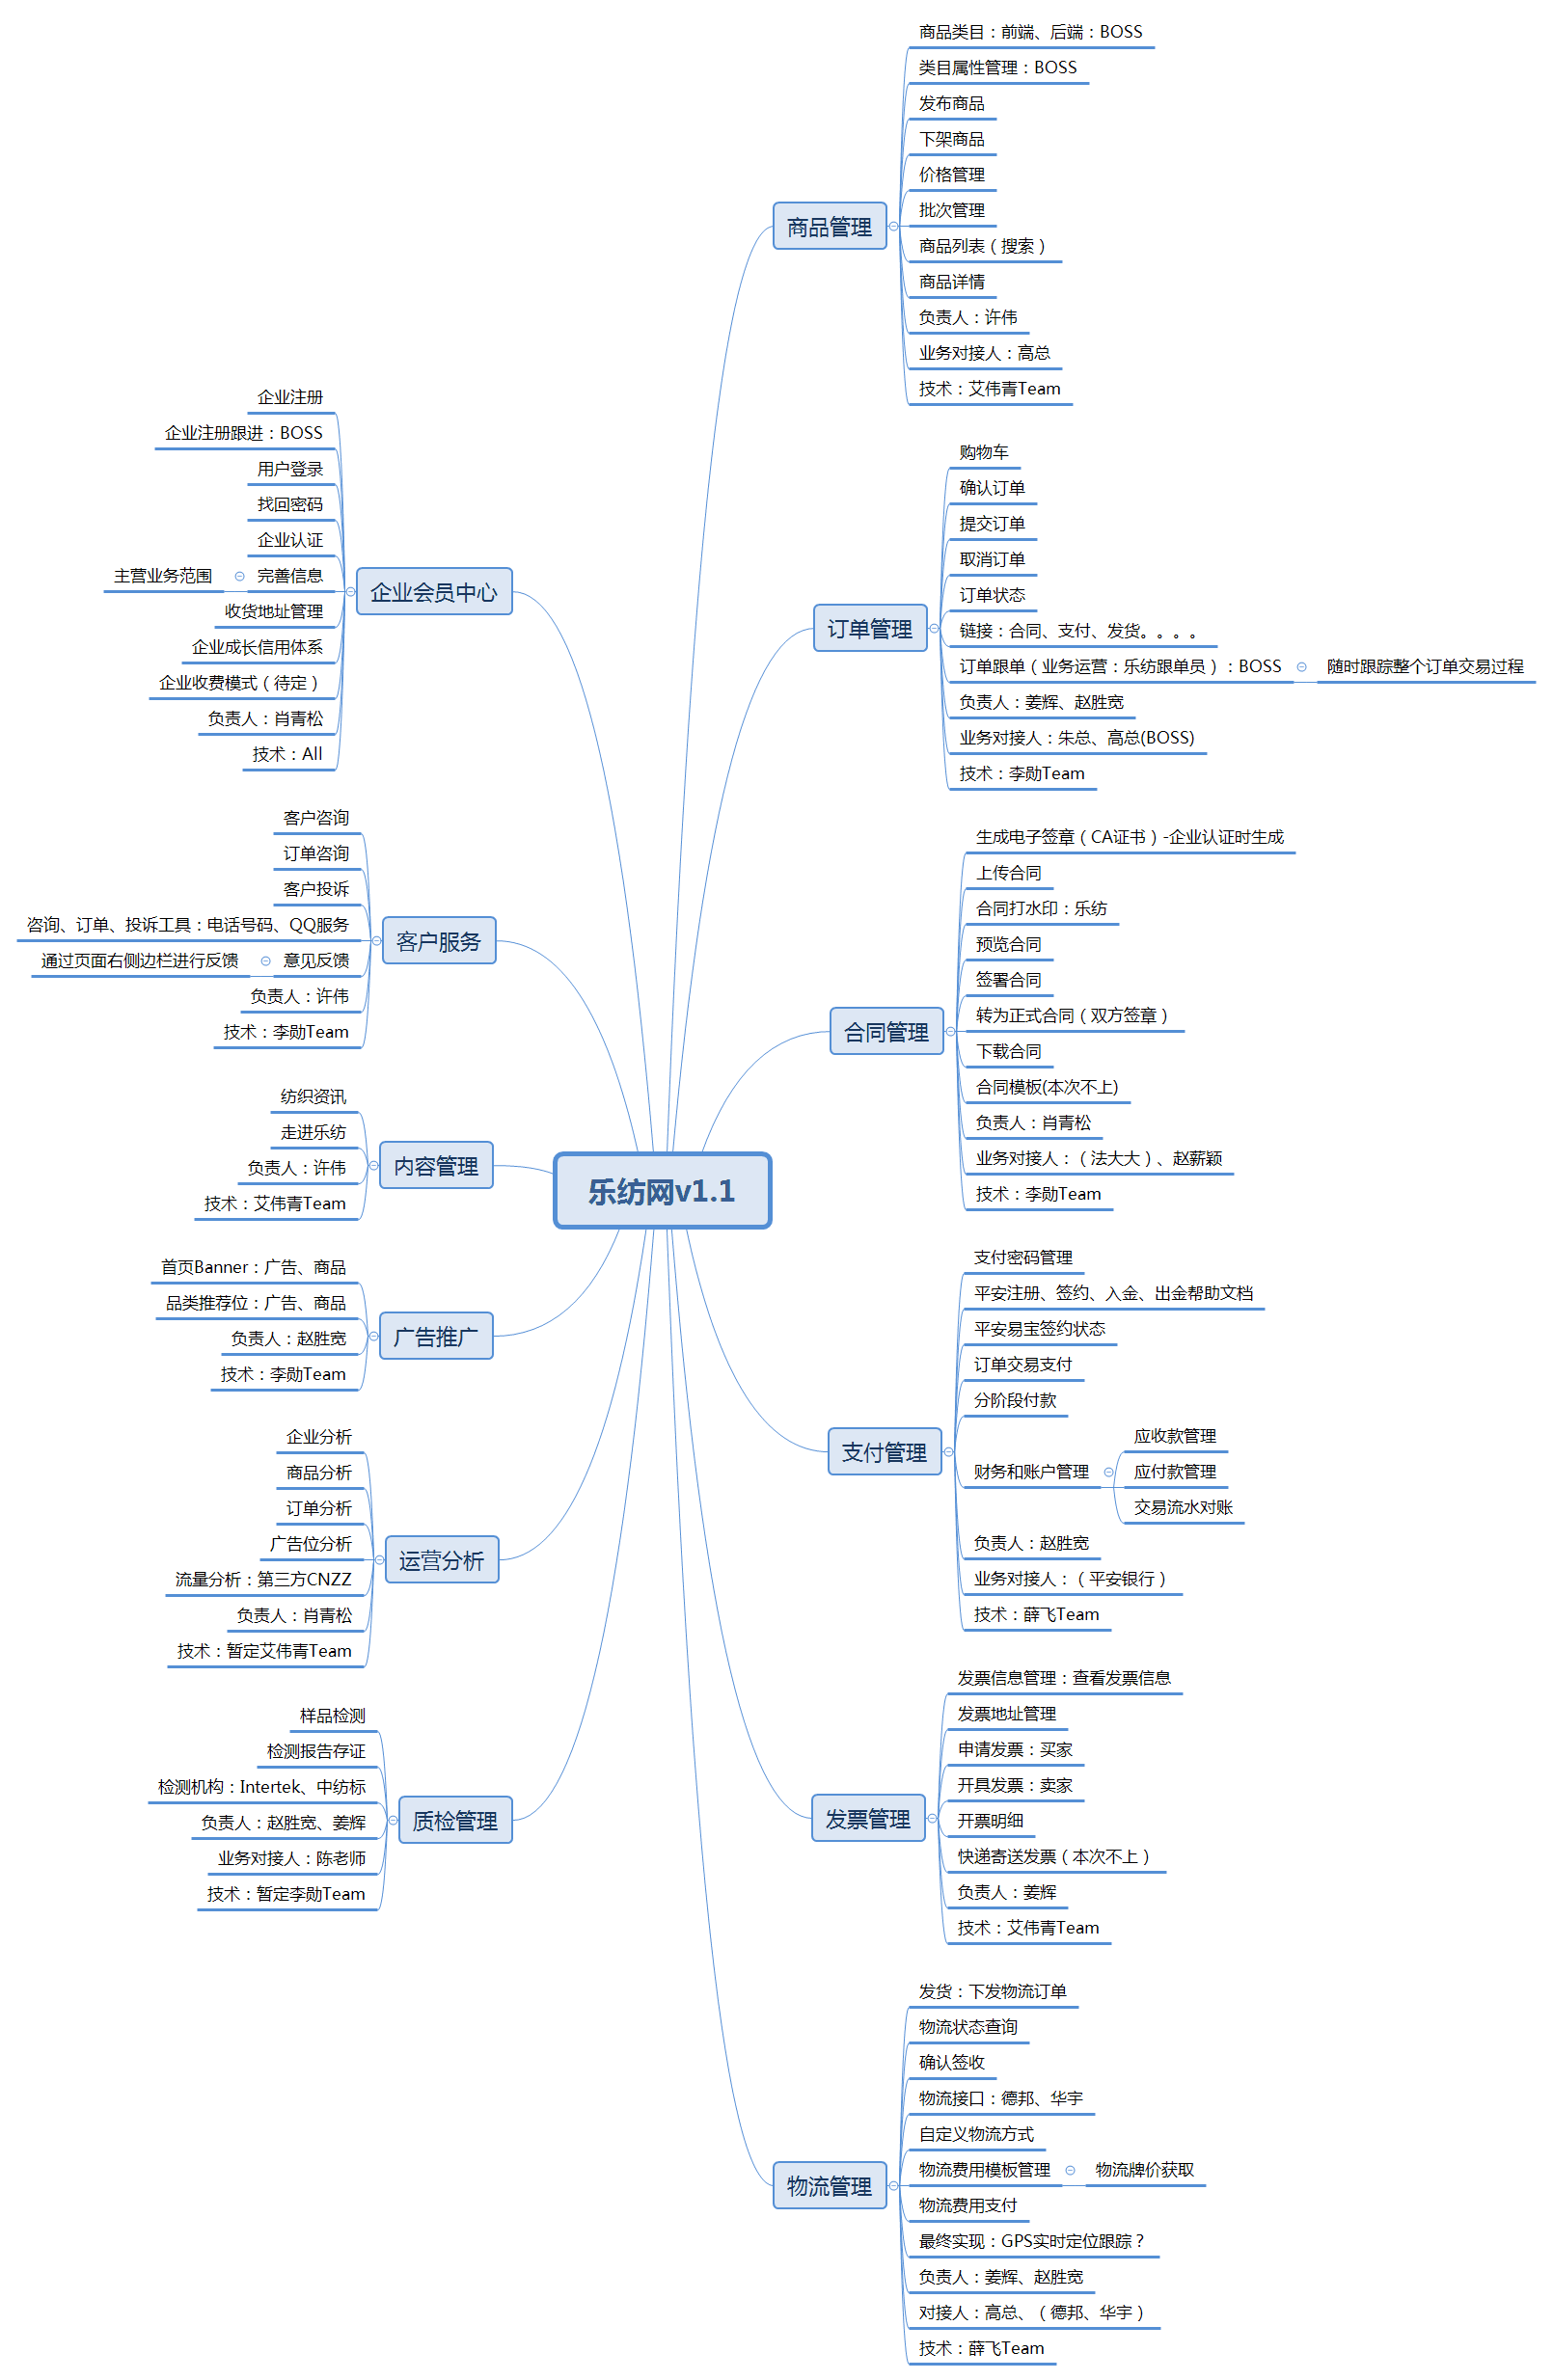 乐纺网v1.1
商品管理
商品类目：前端、后端：BOSS
类目属性管理：BOSS
发布商品
下架商品
价格管理
批次管理
商品列表（搜索）
商品详情
负责人：许伟
业务对接人：高总
技术：艾伟青Team
订单管理
购物车
确认订单
提交订单
取消订单
订单状态
链接：合同、支付、发货。。。。
订单跟单（业务运营：乐纺跟单员）：BOSS
随时跟踪整个订单交易过程
负责人：姜辉、赵胜宽
业务对接人：朱总、高总(BOSS)
技术：李勋Team
合同管理
生成电子签章（CA证书）-企业认证时生成
上传合同
合同打水印：乐纺
预览合同
签署合同
转为正式合同（双方签章）
下载合同
合同模板(本次不上)
负责人：肖青松
业务对接人：（法大大）、赵薪颖
技术：李勋Team
支付管理
支付密码管理
平安注册、签约、入金、出金帮助文档
平安易宝签约状态
订单交易支付
分阶段付款
财务和账户管理
应收款管理
应付款管理
交易流水对账
负责人：赵胜宽
业务对接人：（平安银行）
技术：薛飞Team
发票管理
发票信息管理：查看发票信息
发票地址管理
申请发票：买家
开具发票：卖家
开票明细
快递寄送发票（本次不上）
负责人：姜辉
技术：艾伟青Team
物流管理
发货：下发物流订单
物流状态查询
确认签收
物流接口：德邦、华宇
自定义物流方式
物流费用模板管理
物流牌价获取
物流费用支付
最终实现：GPS实时定位跟踪？
负责人：姜辉、赵胜宽
对接人：高总、（德邦、华宇）
技术：薛飞Team
企业会员中心
企业注册
企业注册跟进：BOSS
用户登录
找回密码
企业认证
完善信息
主营业务范围
收货地址管理
企业成长信用体系
企业收费模式（待定）
负责人：肖青松
技术：All
客户服务
客户咨询
订单咨询
客户投诉
咨询、订单、投诉工具：电话号码、QQ服务
意见反馈
通过页面右侧边栏进行反馈
负责人：许伟
技术：李勋Team
内容管理
纺织资讯
走进乐纺
负责人：许伟
技术：艾伟青Team
广告推广
首页Banner：广告、商品
品类推荐位：广告、商品
负责人：赵胜宽
技术：李勋Team
运营分析
企业分析
商品分析
订单分析
广告位分析
流量分析：第三方CNZZ
负责人：肖青松
技术：暂定艾伟青Team
质检管理
样品检测
检测报告存证
检测机构：Intertek、中纺标
负责人：赵胜宽、姜辉
业务对接人：陈老师
技术：暂定李勋Team